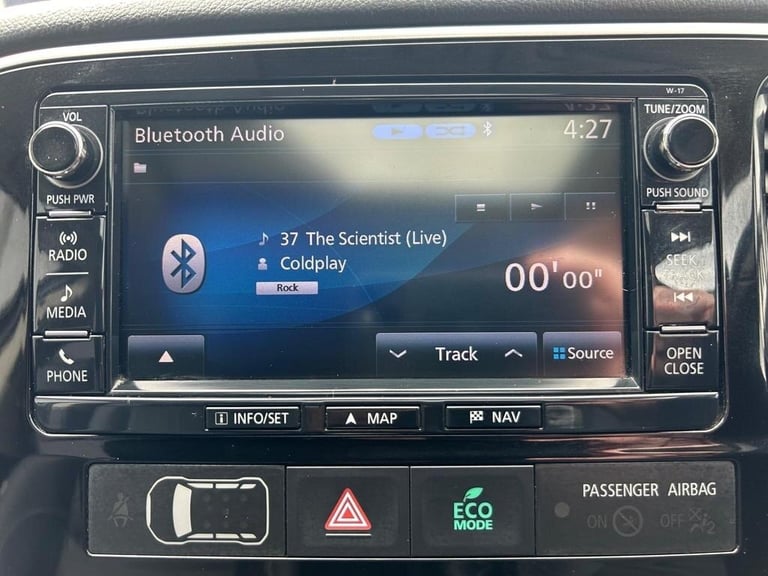 W-17
VOL
TUNE/ZOOM
Bluetooth Audio
4:27
PUSH PWR
PUSH SOUND
RADIO
37 The Scientist (Live)
SEEK
Coldplay
00'00"
Rock
MEDIA
Track
Source
PHONE
OPEN
CLOSE
INFO/SET
MAP
NAV
PASSENGER AIRBAG
ECO
MODE
ON
OFF